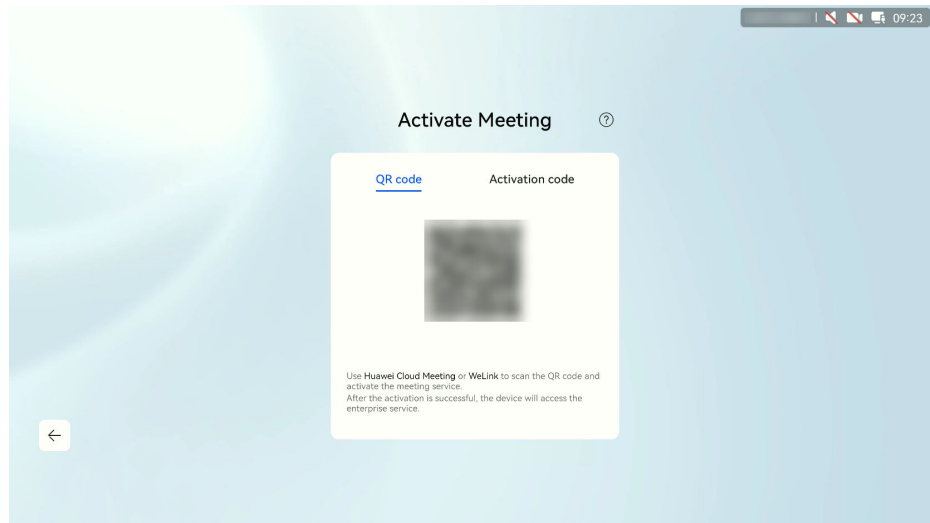 09:23
Activate Meeting
QR code Activation code
Use Huawei Cloud Meeting or WeLink to scan the QR code and
activate the meeting service.
After the activation is successful, the device will access the
enterprise service.